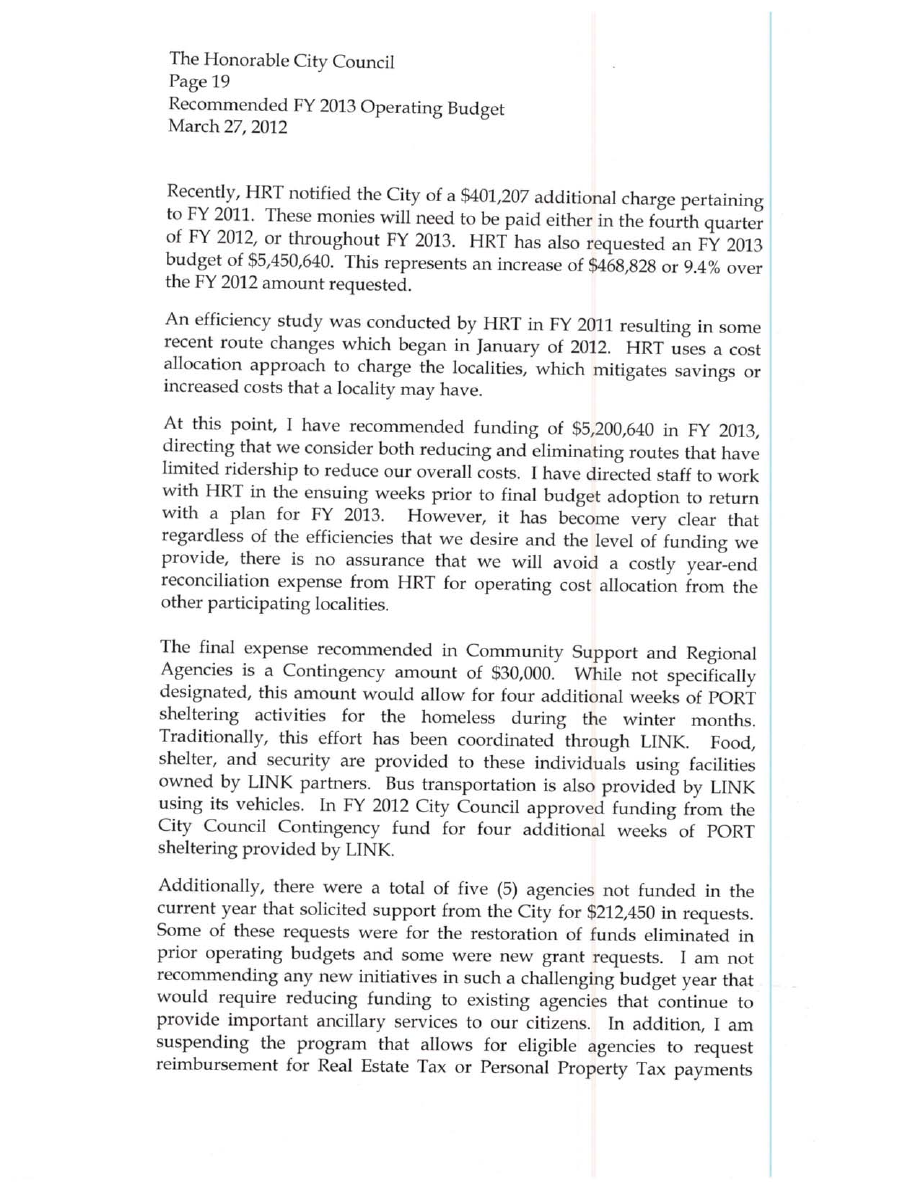 The Honorable City Council
Page 19
Recommended FY 2013 Operating Budget
March 27, 2012
Recently, HRT notified the City of a $401,207 additional charge pertaining
to FY 2011. These monies will need to be paid either in the fourth quarter
of FY 2012, or throughout FY 2013. HRT has also requested an FY 2013
budget of $5,450,640. This represents an increase of $468,828 or 9.4% over
the FY 2012 amount requested.
An efficiency study was conducted by HRT in FY 2011 resulting in some
recent route changes which began in January of 2012. HRT uses a cost
allocation approach to charge the localities, which mitigates savings or
increased costs that a locality may have.
At this point, I have recommended funding of $5,200,640 in FY 2013,
directing that we consider both reducing and eliminating routes that have
limited ridership to reduce our overall costs. I have directed staff to work
with HRT in the ensuing weeks prior to final budget adoption to return
with a plan for FY 2013. However, it has become very clear that
regardless of the efficiencies that we desire and the level of funding we
provide, there is no assurance that we will avoid a costly year-end
reconciliation expense from HRT for operating cost allocation from the
other participating localities.
The final expense recommended in Community Support and Regional
Agencies is a Contingency amount of $30,000. While not specifically
designated, this amount would allow for four additional weeks of PORT
sheltering activities for the homeless during the winter months.
Traditionally, this effort has been coordinated through LINK. Food,
shelter, and security are provided to these individuals using facilities
owned by LINK partners. Bus transportation is also provided by LINK
using its vehicles. In FY 2012 City Council approved funding from the
City Council Contingency fund for four additional weeks of PORT
sheltering provided by LINK.
Additionally, there were a total of five (5) agencies not funded in the
current year that solicited support from the City for $212,450 in requests.
Some of these requests were for the restoration of funds eliminated in
prior operating budgets and some were new grant requests. I am not
recommending any new initiatives in such a challenging budget year that
would require reducing funding to existing agencies that continue to
provide important ancillary services to our citizens. In addition, I am
suspending the program that allows for eligible agencies to request
reimbursement for Real Estate Tax or Personal Property Tax payments